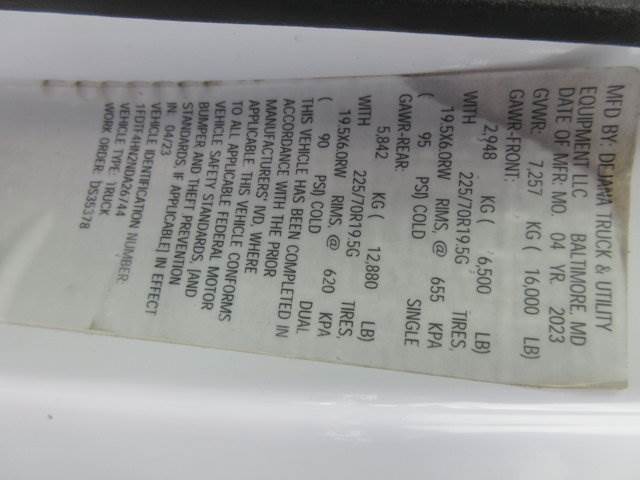 MFD BY: DEJANA TRUCK & UTILITY
EQUIPMENT LLC BALTIMORE, MD
DATE OF MFR: MO. 04 YR. 2023
GVWR: 7,257 KG ( 16,000 LB)
GAWR-FRONT:
2,948 KG ( 6,500 LB)
WITH 225/70R19.5G TIRES,
19.5X6.0RW RIMS, @ 655 KPA
( 95 PSI) COLD SINGLE
GAWR-REAR:
5,842 KG ( 12,880 LB)
WITH 225/70R19.5G TIRES,
19.5X6.0RW RIMS, @ 620 KPA
( 90 PSI) COLD DUAL
THIS VEHICLE HAS BEEN COMPLETED IN
ACCORDANCE WITH THE PRIOR
MANUFACTURERS' IVD, WHERE
APPLICABLE THIS VEHICLE CONFORMS
TO ALL APPLICABLE FEDERAL MOTOR
VEHICLE SAFETY STANDARDS, [AND
BUMPER AND THEFT PREVENTION
STANDARDS, IF APPLICABLE] IN EFFECT
IN: 04/23
VEHICLE IDENTIFICATION NUMBER:
1FDTF4HN2NDA26744
VEHICLE TYPE: TRUCK
WORK ORDER: DS35378